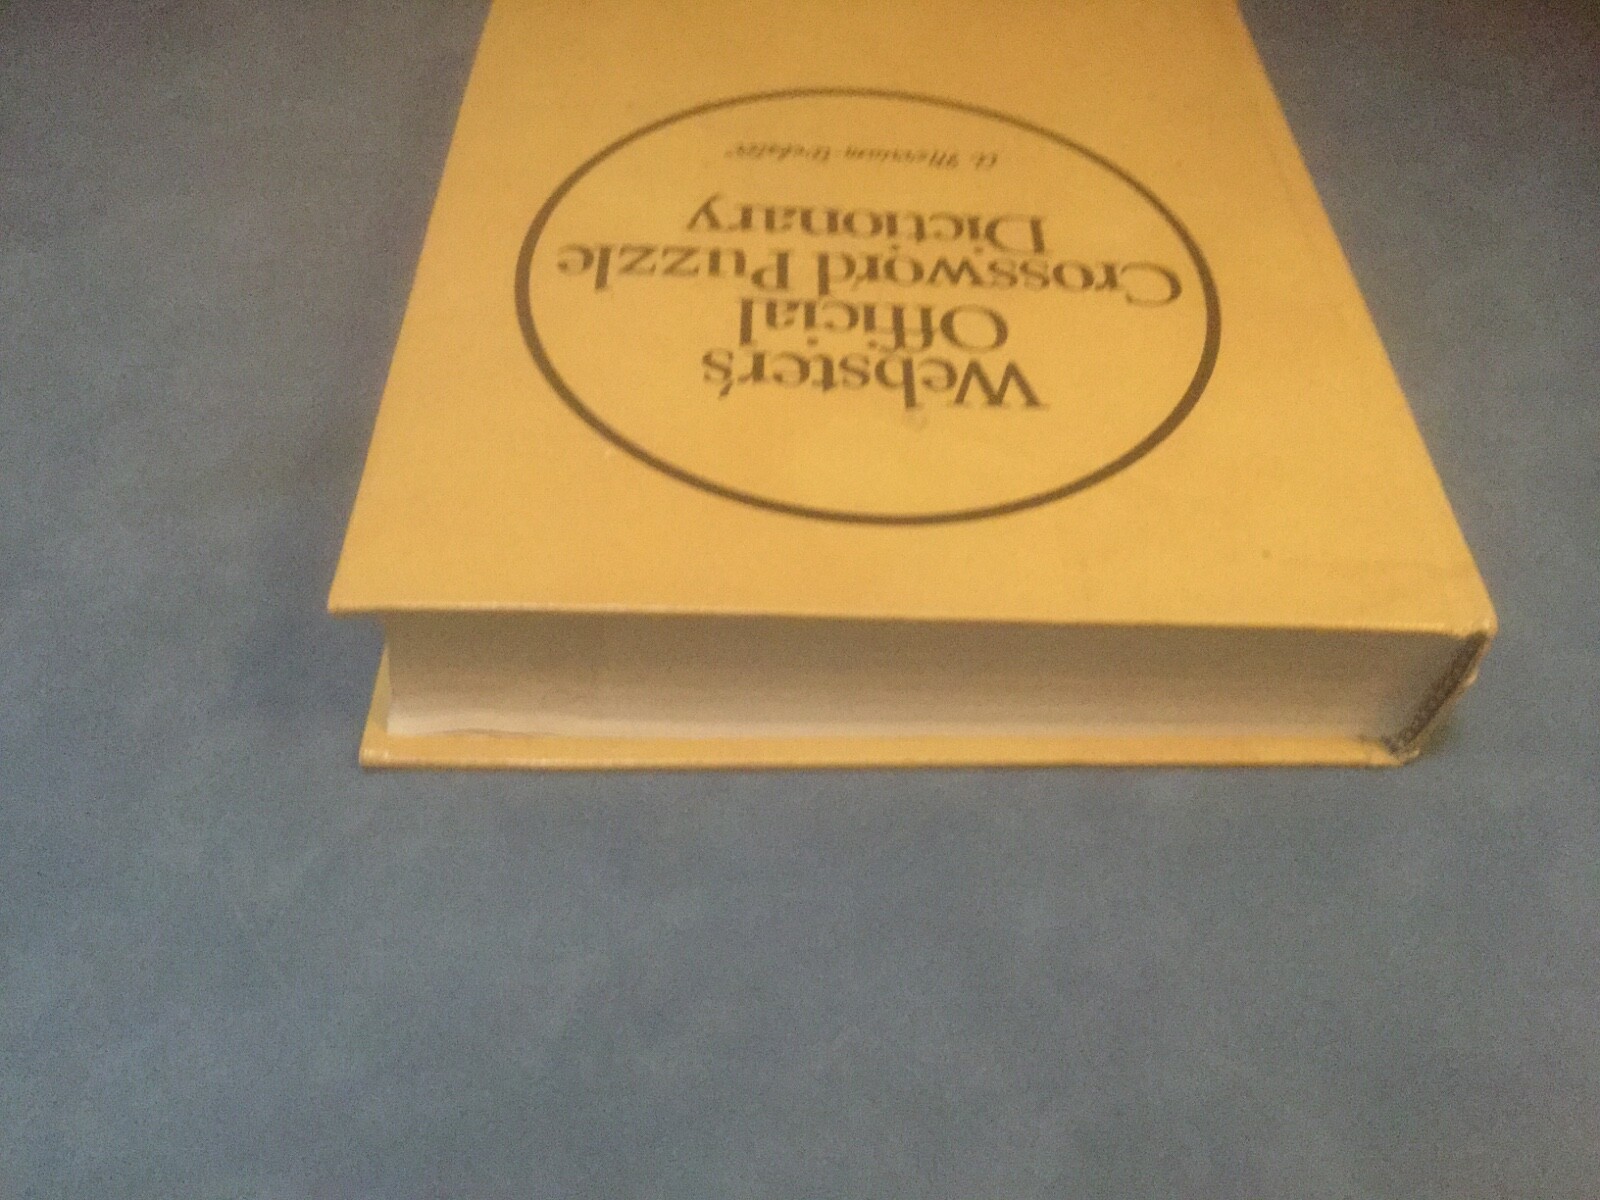 Webster's
Official
Crossword Puzzle
Dictionary
A Merriam-Webster®